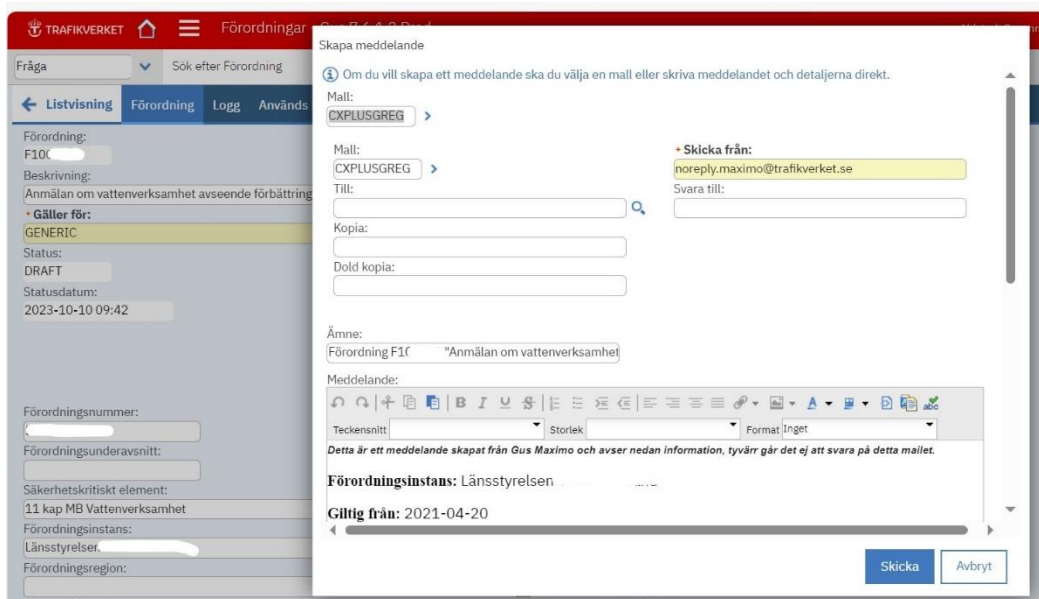 TRAFIKVERKET Förordningar
Fråga Sök efter Förordning
Listvisning Förordning Logg Används
Förordning:
F10
Beskrivning:
Anmälan om vattenverksamhet avseende förbättring
Gäller för:
GENERIC
Status:
DRAFT
Statusdatum:
2023-10-10 09:42
Förordningsnummer:
Förordningsunderavsnitt:
Säkerhetskritiskt element:
11 kap MB Vattenverksamhet
Förordningsinstans:
Länsstyrelsen
Förordningsregion:
Skapa meddelande
Om du vill skapa ett meddelande ska du välja en mall eller skriva meddelandet och detaljerna direkt.
Mall:
CXPLUSGREG
Mall:
CXPLUSGREG
Skicka från:
noreply.maximo@trafikverket.se
Till:
Svara till:
Kopia:
Dold kopia:
Ämne:
Förordning F10 "Anmälan om vattenverksamhet
Meddelande:
Teckensnitt Storlek Format Inget
Detta är ett meddelande skapat från Gus Maximo och avser nedan information, tyvärr går det ej att svara på detta mailet.
Förordningsinstans: Länsstyrelsen
Giltig från: 2021-04-20
Skicka Avbryt